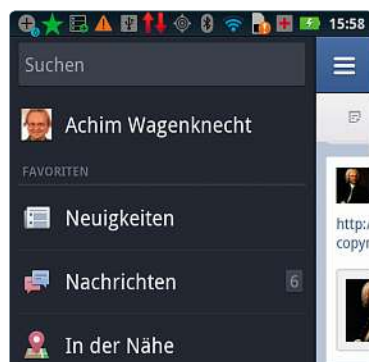 15:58
Suchen
Achim Wagenknecht
FAVORITEN
Neuigkeiten
Nachrichten 6
In der Nähe
http:/
copyr